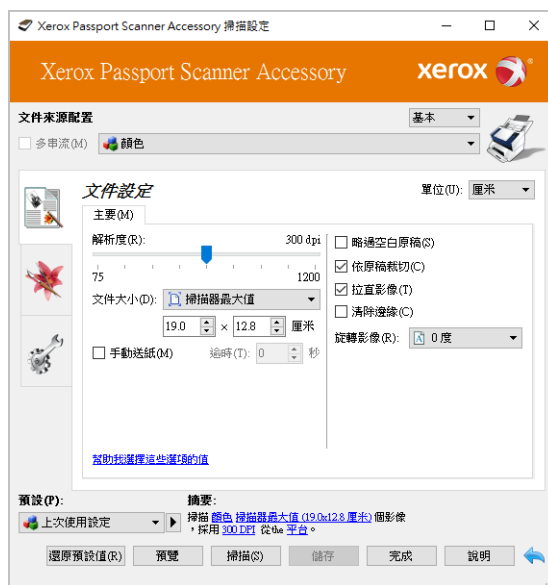 Xerox Passport Scanner Accessory 掃描設定
Xerox Passport Scanner Accessory
xerox
文件來源配置
基本
多串流(M)
顏色
文件設定
單位(U): 厘米
主要(M)
解析度(R): 300 dpi
75 1200
文件大小(D): 掃描器最大值
19.0 × 12.8 厘米
手動送紙(M) 逾時(T): 0 秒
略過空白原稿(S)
依原稿裁切(C)
拉直影像(T)
清除邊緣(C)
旋轉影像(R): 0 度
幫助我選擇這些選項的值
預設(P):
上次使用設定
摘要:
掃描 顏色 掃描器最大值 (19.0x12.8 厘米) 個影像
，採用 300 DPI 從the 平台。
還原預設值(R) 預覽 掃描(S) 儲存 完成 說明